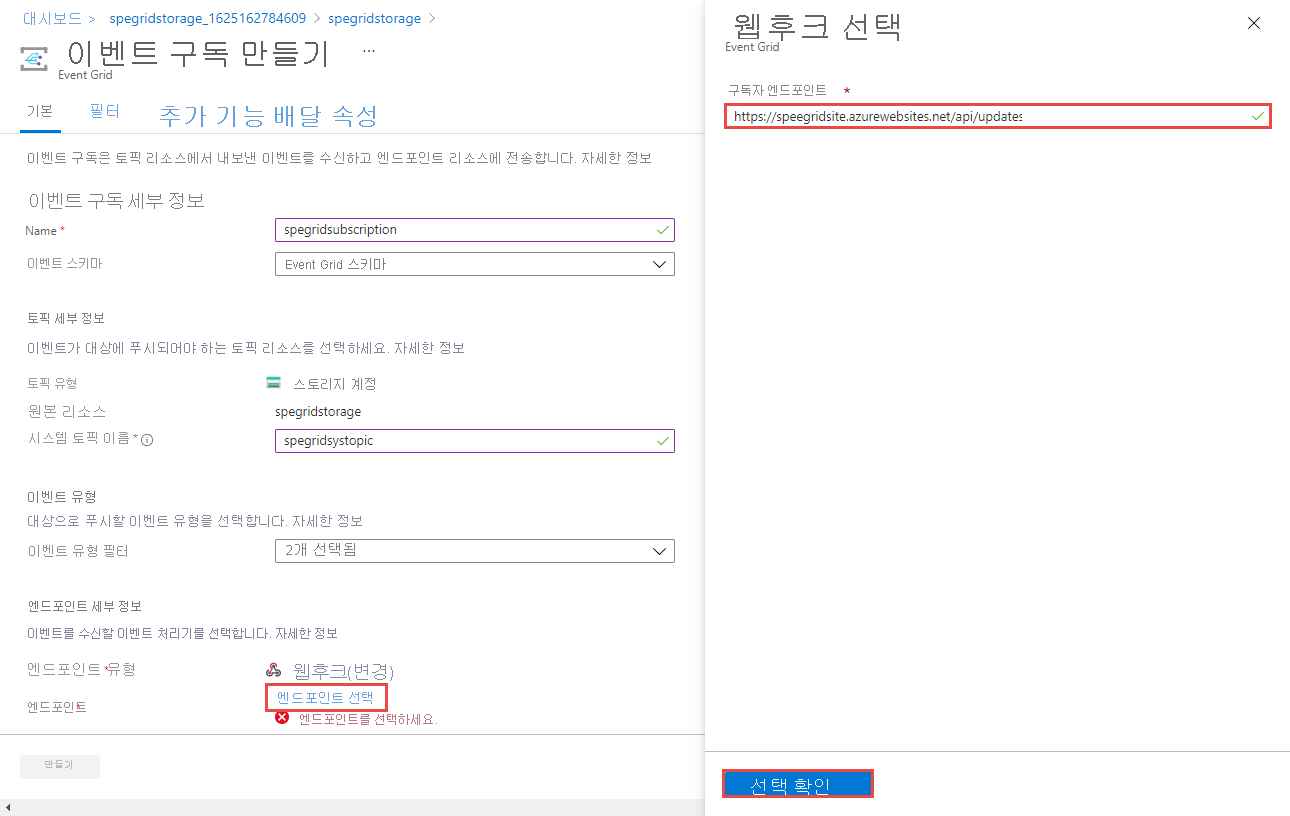 대시보드 > spegridstorage_1625162784609 > spegridstorage >
이벤트 구독 만들기 ...
Event Grid
기본 필터 추가 기능 배달 속성
이벤트 구독은 토픽 리소스에서 내보낸 이벤트를 수신하고 엔드포인트 리소스에 전송합니다. 자세한 정보
이벤트 구독 세부 정보
Name * spegridsubscription
이벤트 스키마 Event Grid 스키마
토픽 세부 정보
이벤트가 대상에 푸시되어야 하는 토픽 리소스를 선택하세요. 자세한 정보
토픽 유형 스토리지 계정
원본 리소스 spegridstorage
시스템 토픽 이름 * spegridsystopic
이벤트 유형
대상으로 푸시할 이벤트 유형을 선택합니다. 자세한 정보
이벤트 유형 필터 2개 선택됨
엔드포인트 세부 정보
이벤트를 수신할 이벤트 처리기를 선택합니다. 자세한 정보
엔드포인트 *유형 웹후크(변경)
엔드포인트* 엔드포인트 선택
엔드포인트를 선택하세요.
만들기
웹후크 선택
Event Grid
구독자 엔드포인트 *
https://speegridsite.azurewebsites.net/api/updates
선택 확인